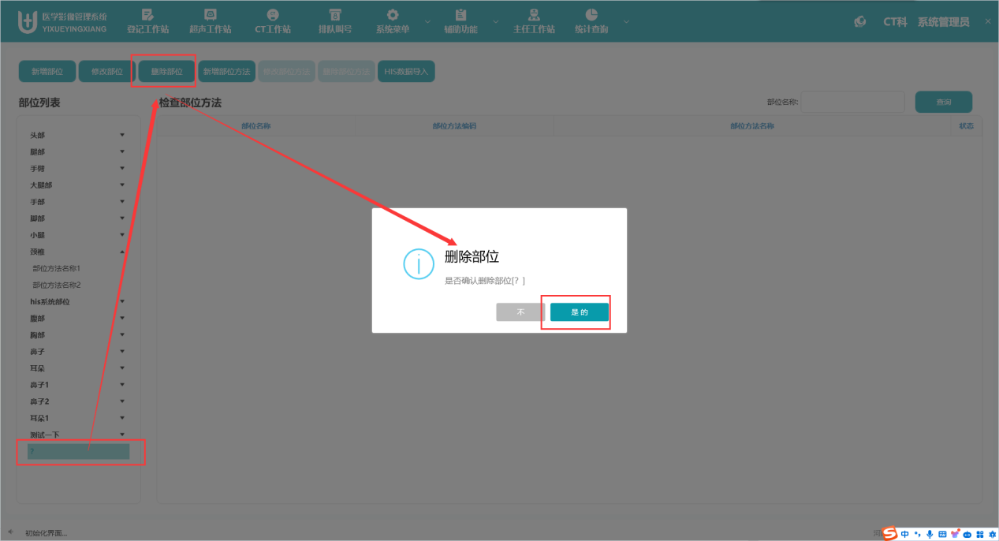 医学影像管理系统
YIXUEYINGXIANG
登记工作站
超声工作站
CT工作站
排队叫号
系统菜单
辅助功能
主任工作站
统计查询
CT科
系统管理员
新增部位
修改部位
删除部位
新增部位方法
修改部位方法
删除部位方法
HIS数据导入
部位列表
检查部位方法
部位名称:
查询
部位名称
部位方法编码
部位方法名称
状态
头部
腿部
手臂
大腿部
手部
脚部
小腿
颈椎
部位方法名称1
部位方法名称2
his系统部位
腹部
胸部
鼻子
耳朵
鼻子1
鼻子2
耳朵1
测试一下
?
删除部位
是否确认删除部位[? ]
不
是的
初始化界面...
河
中